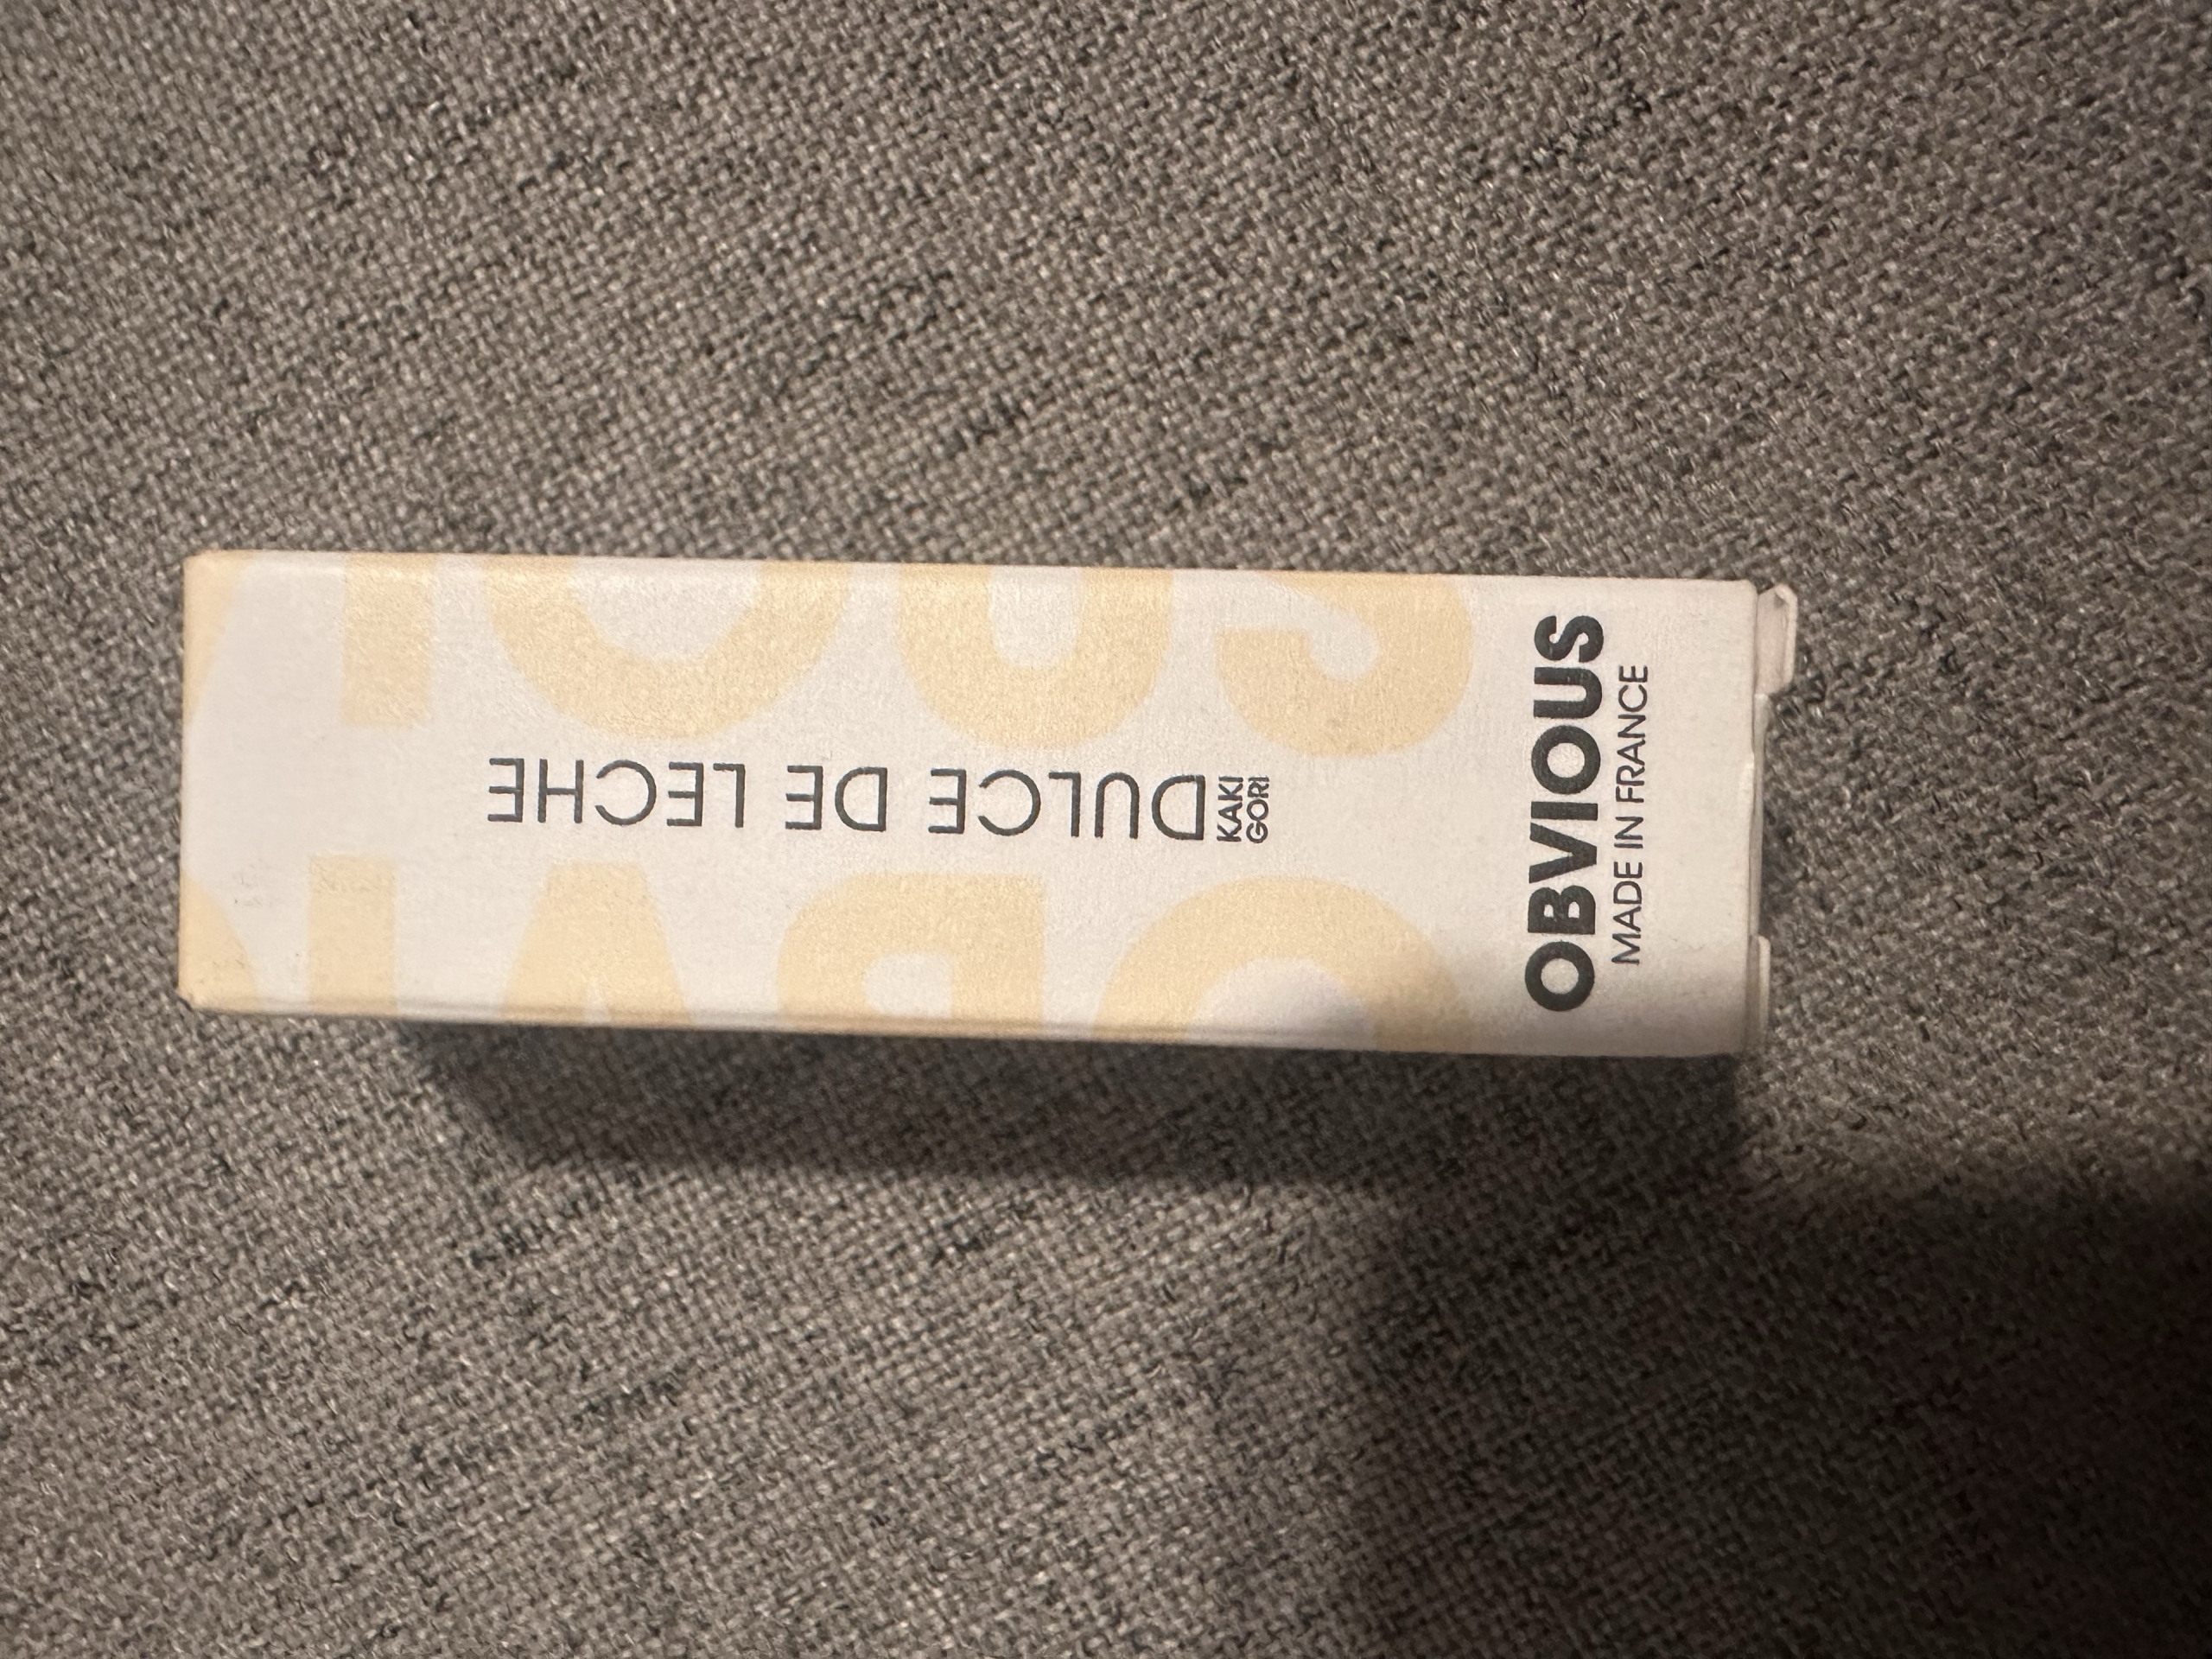 DULCE DE LECHE
KAKI
GORI
OBVIOUS
MADE IN FRANCE